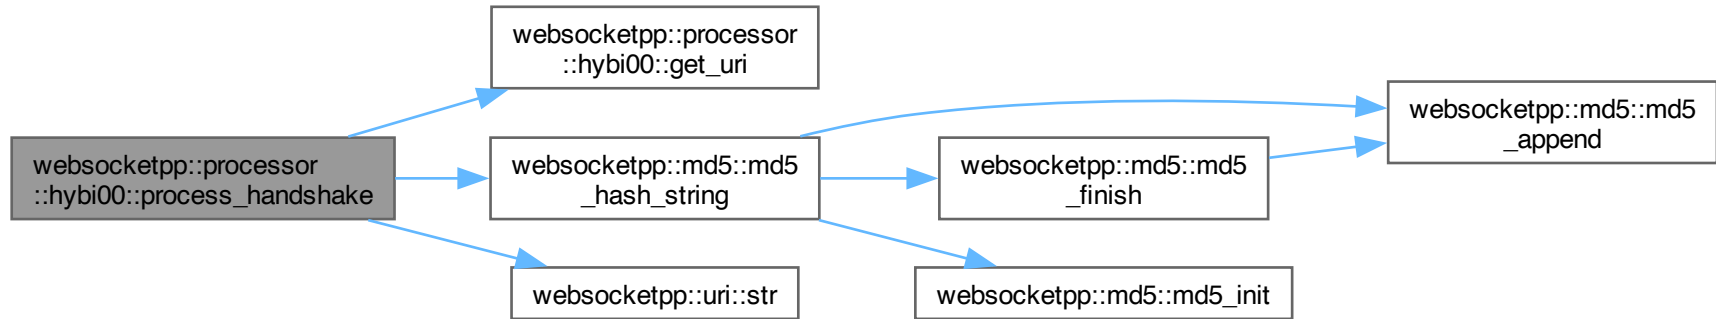 websocketpp::processor
::hybi00::process_handshake
websocketpp::processor
::hybi00::get_uri
websocketpp::md5::md5
_hash_string
websocketpp::uri::str
websocketpp::md5::md5
_finish
websocketpp::md5::md5_init
websocketpp::md5::md5
_append